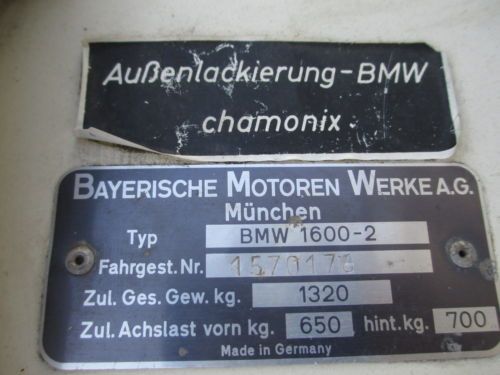 Außenlackierung-BMW
chamonix
BAYERISCHE MOTOREN WERKE A.G.
München
Typ BMW 1600-2
Fahrgest. Nr. 1570176
Zul. Ges. Gew. kg. 1320
Zul. Achslast vorn kg. 650 hint. kg. 700
Made in Germany